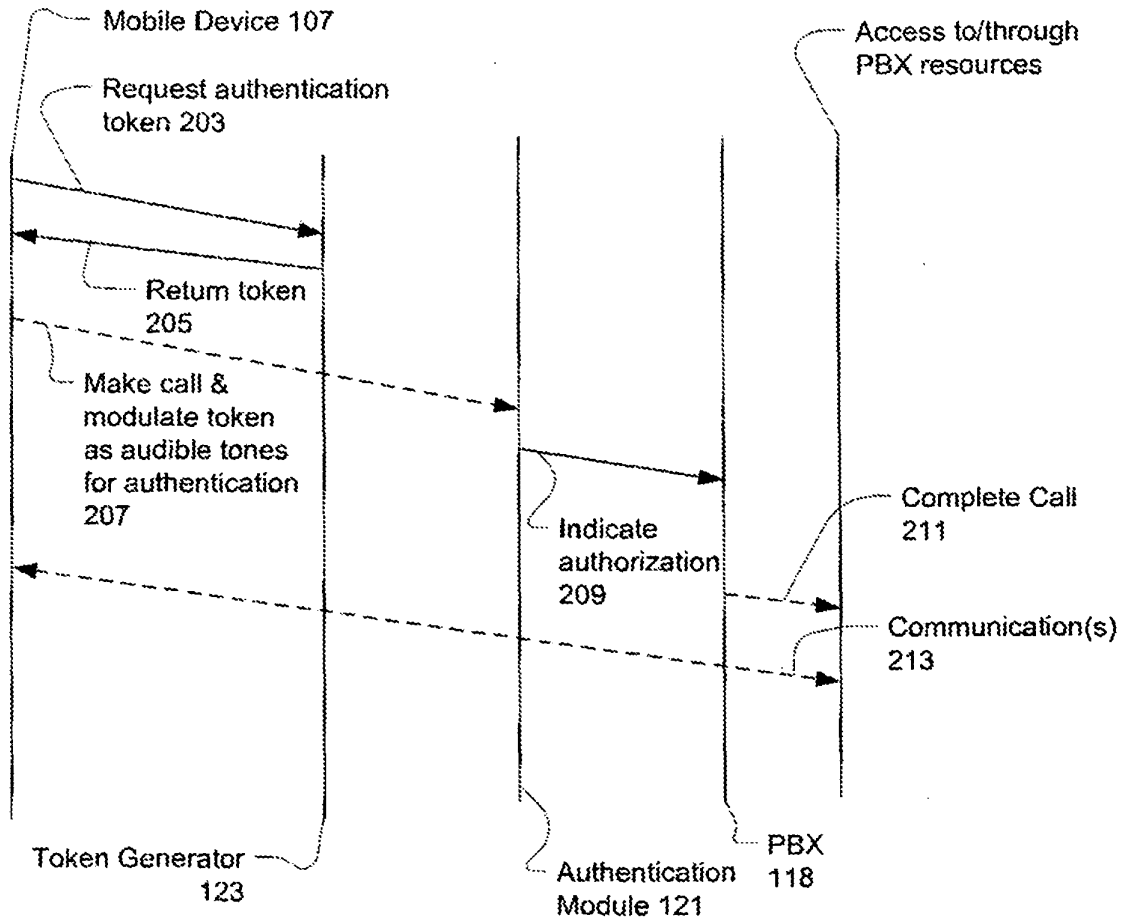 Mobile Device 107
Access to/through
PBX resources
Request authentication
token 203
Return token
205
Make call &
modulate token
as audible tones
for authentication
207
Indicate
authorization
209
Complete Call
211
Communication(s)
213
Token Generator
123
Authentication
Module 121
PBX
118